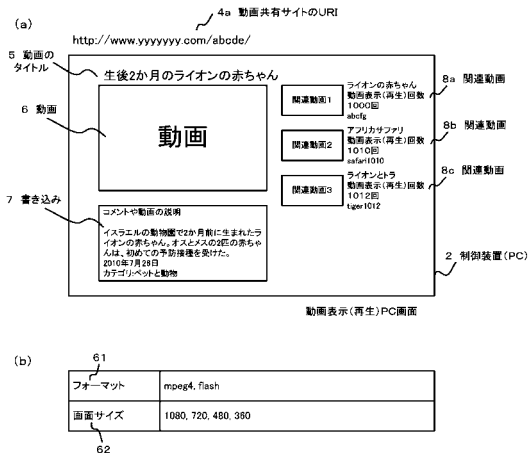 4a 動画共有サイトのURI
(a)
http://www.yyyyyyy.com/abcde/
5 動画の
タイトル
生後2か月のライオンの赤ちゃん
6 動画
動画
関連動画1
ライオンの赤ちゃん
動画表示(再生)回数
1000回
abcfg
8a 関連動画
関連動画2
アフリカサファリ
動画表示(再生)回数
1010回
safari1010
8b 関連動画
関連動画3
ライオンとトラ
動画表示(再生)回数
1012回
tiger1012
8c 関連動画
7 書き込み
コメントや動画の説明
イスラエルの動物園で2か月前に生まれたラ
イオンの赤ちゃん。オスとメスの2匹の赤ちゃ
んは、初めての予防接種を受けた。
2010年7月28日
カテゴリ:ペットと動物
2 制御装置(PC)
動画表示(再生)PC画面
(b)
61
フォーマット
mpeg4, flash
画面サイズ
1080, 720, 480, 360
62